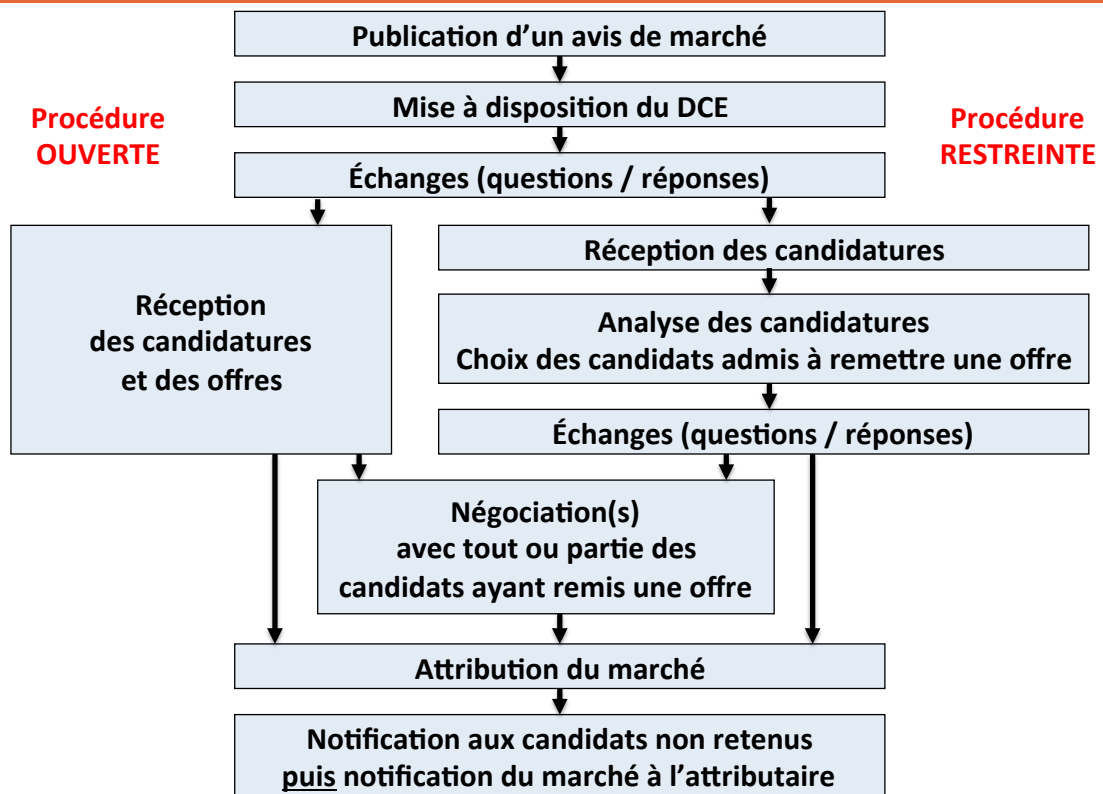 Publication d’un avis de marché
Mise à disposition du DCE
Procédure
OUVERTE
Procédure
RESTREINTE
Échanges (questions / réponses)
Réception
des candidatures
et des offres
Réception des candidatures
Analyse des candidatures
Choix des candidats admis à remettre une offre
Échanges (questions / réponses)
Négociation(s)
avec tout ou partie des
candidats ayant remis une offre
Attribution du marché
Notification aux candidats non retenus
puis notification du marché à l’attributaire